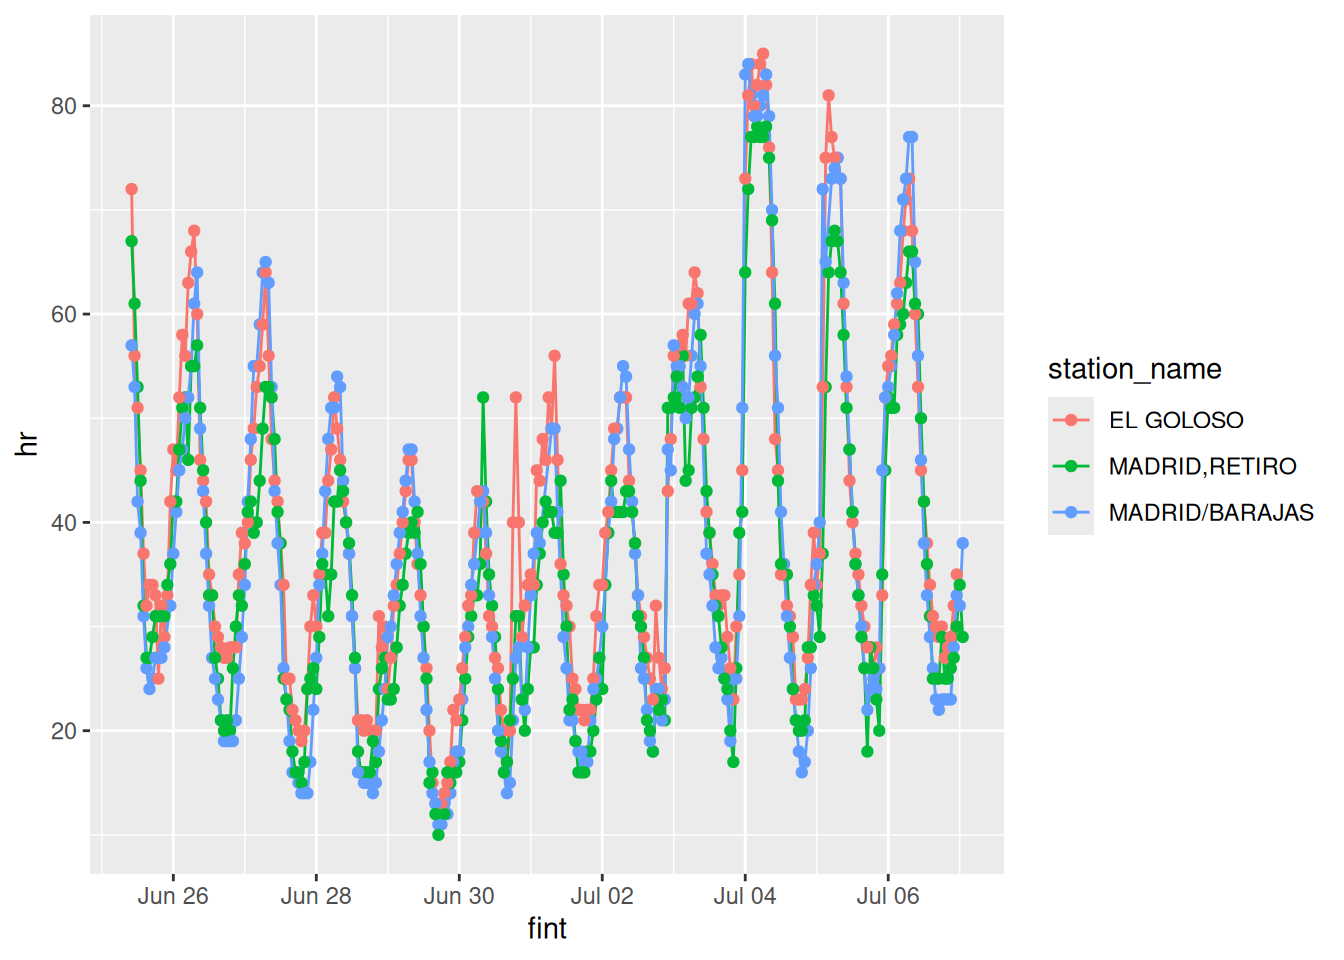 80
60
40
20
hr
Jun 26
Jun 28
Jun 30
Jul 02
Jul 04
Jul 06
fint
station_name
EL GOLOSO
MADRID,RETIRO
MADRID/BARAJAS